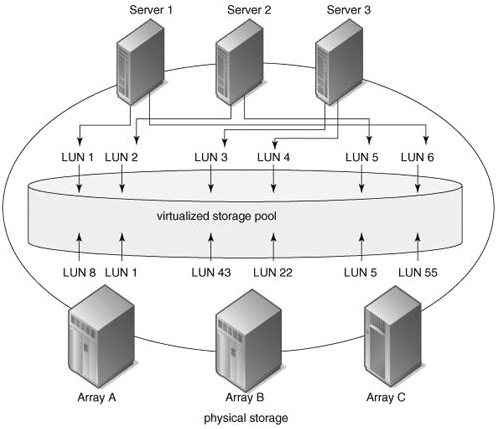 Server 1 Server 2 Server 3
LUN 1 LUN 2 LUN 3 LUN 4 LUN 5 LUN 6
virtualized storage pool
LUN 8 LUN 1 LUN 43 LUN 22 LUN 5 LUN 55
Array A Array B Array C
physical storage